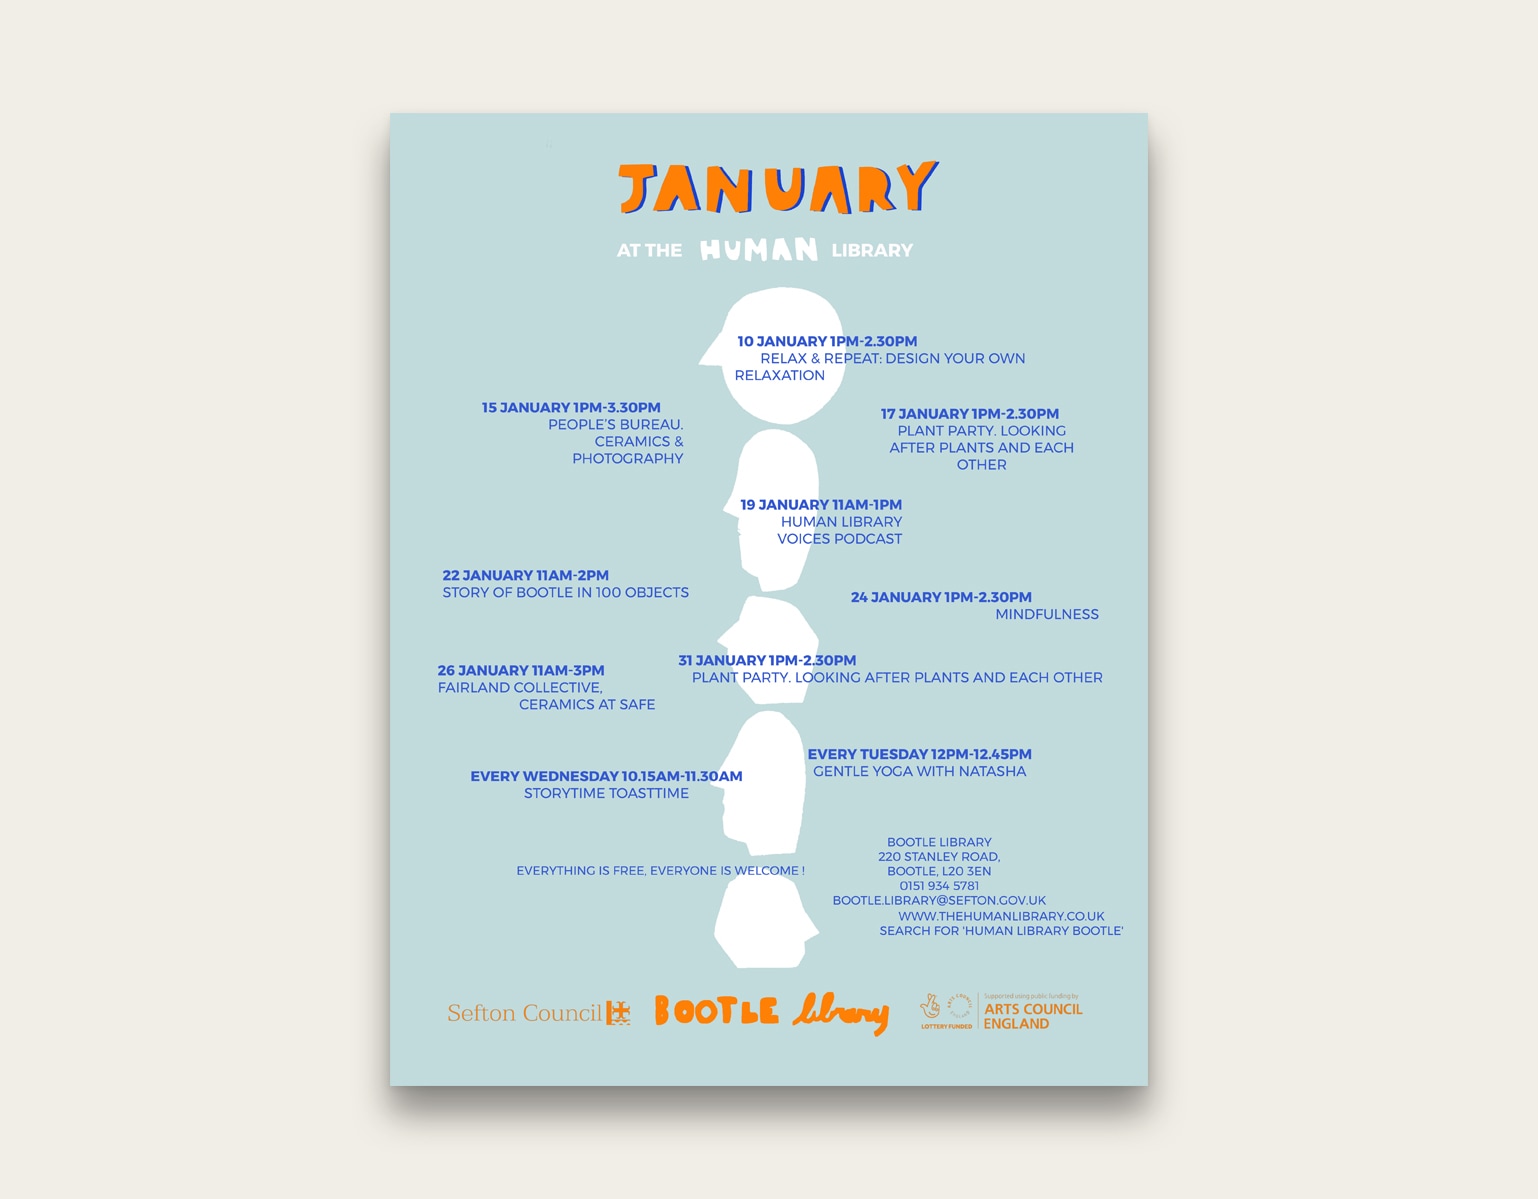 JANUARY
AT THE HUMAN LIBRARY
10 JANUARY 1PM-2.30PM
RELAX & REPEAT: DESIGN YOUR OWN
RELAXATION
15 JANUARY 1PM-3.30PM
PEOPLE'S BUREAU.
CERAMICS &
PHOTOGRAPHY
17 JANUARY 1PM-2.30PM
PLANT PARTY. LOOKING
AFTER PLANTS AND EACH
OTHER
19 JANUARY 11AM-1PM
HUMAN LIBRARY
VOICES PODCAST
22 JANUARY 11AM-2PM
STORY OF BOOTLE IN 100 OBJECTS
24 JANUARY 1PM-2.30PM
MINDFULNESS
26 JANUARY 11AM-3PM
FAIRLAND COLLECTIVE,
CERAMICS AT SAFE
31 JANUARY 1PM-2.30PM
PLANT PARTY. LOOKING AFTER PLANTS AND EACH OTHER
EVERY TUESDAY 12PM-12.45PM
GENTLE YOGA WITH NATASHA
EVERY WEDNESDAY 10.15AM-11.30AM
STORYTIME TOASTTIME
EVERYTHING IS FREE, EVERYONE IS WELCOME !
BOOTLE LIBRARY
220 STANLEY ROAD,
BOOTLE, L20 3EN
0151 934 5781
BOOTLE.LIBRARY@SEFTON.GOV.UK
WWW.THEHUMANLIBRARY.CO.UK
SEARCH FOR 'HUMAN LIBRARY BOOTLE'
Sefton Council
BOOTLE library
ARTS COUNCIL ENGLAND
LOTTERY FUNDED
Supported using public funding by
ARTS COUNCIL
ENGLAND